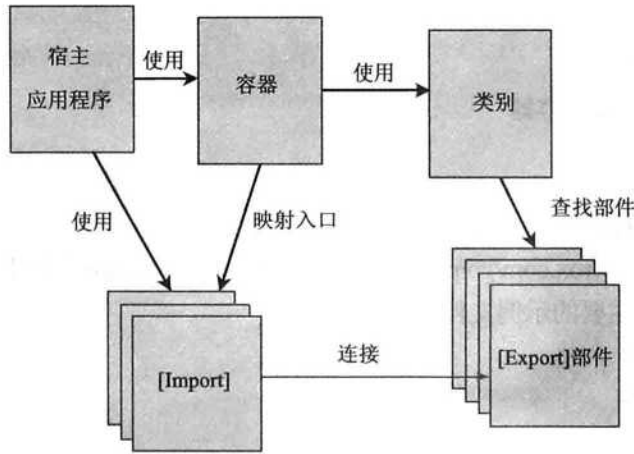 宿主
应用程序
使用
容器
使用
类别
使用
映射入口
查找部件
[Import]
连接
[Export]部件